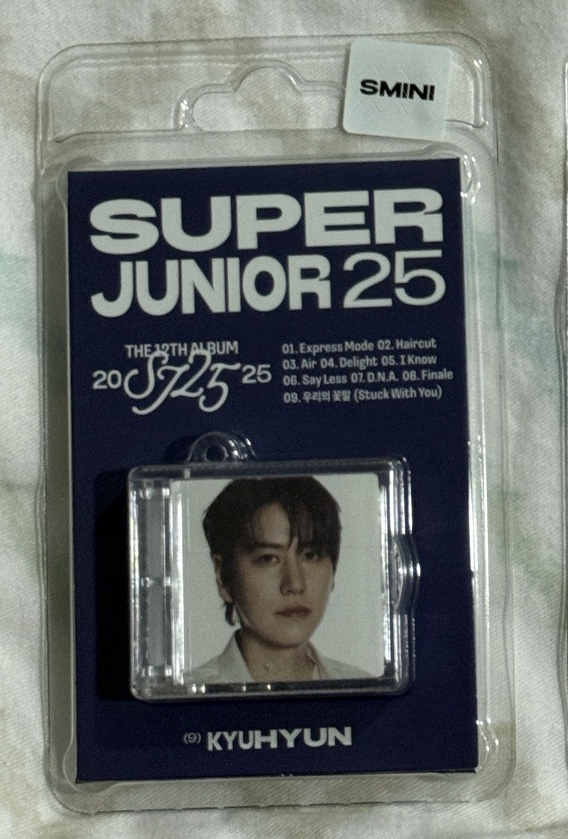 SMINI
SUPER
JUNIOR 25
THE 12TH ALBUM
20 SJ25 25
01. Express Mode 02. Haircut
03. Air 04. Delight 05. I Know
06. Say Less 07. D.N.A. 08. Finale
09. 우리의 꽃말 (Stuck With You)
(9) KYUHYUN